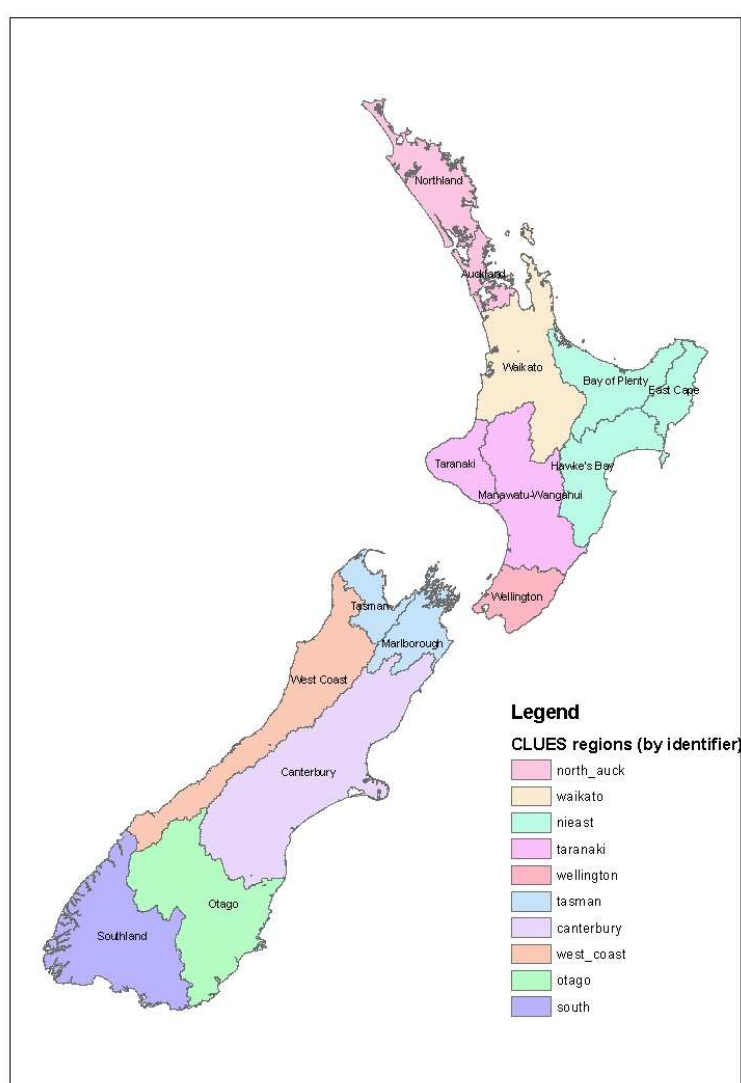 Northland
Auckland
Waikato
Bay of Plenty
East Cape
Taranaki
Hawke's Bay
Manawatu-Wangahui
Wellington
Tasman
Marlborough
West Coast
Canterbury
Otago
Southland
Legend
CLUES regions (by identifier)
north_auck
waikato
nieast
taranaki
wellington
tasman
canterbury
west_coast
otago
south